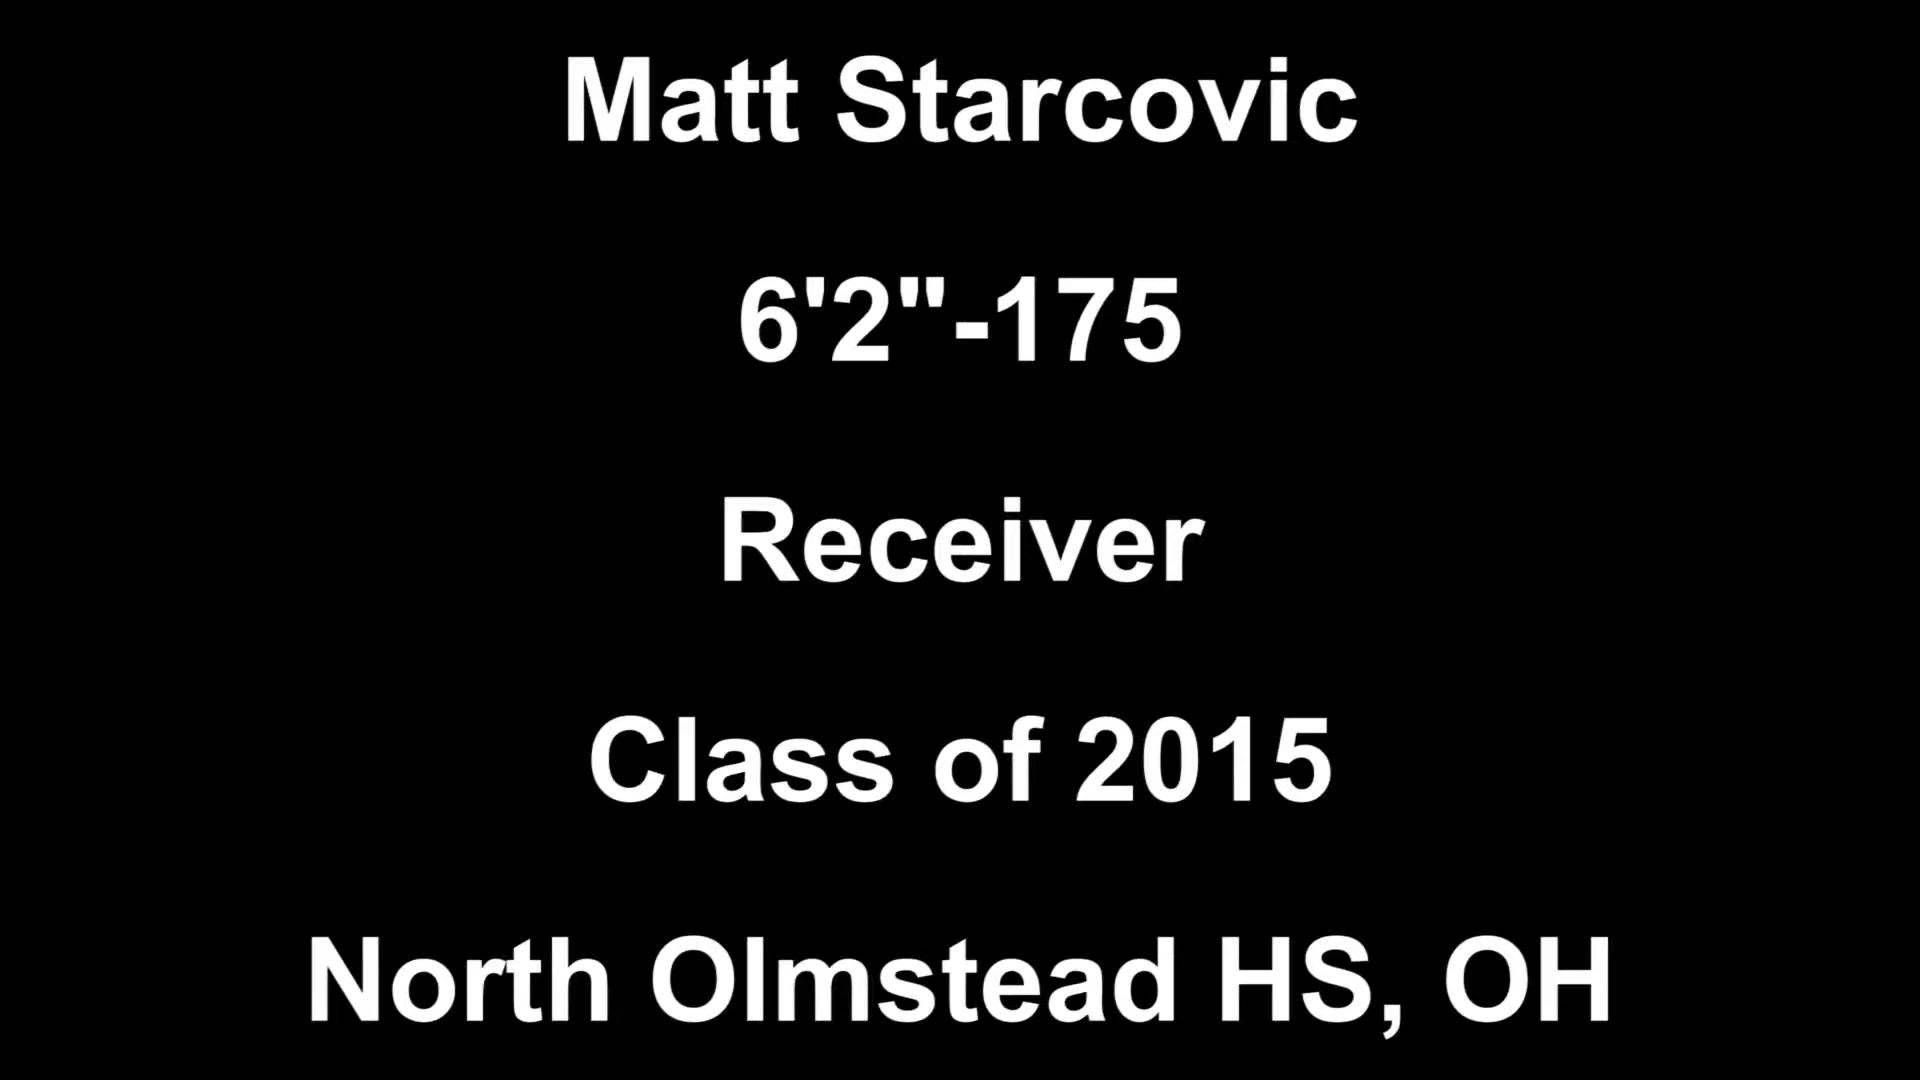 Matt Starcovic
6'2"-175
Receiver
Class of 2015
North Olmstead HS, OH